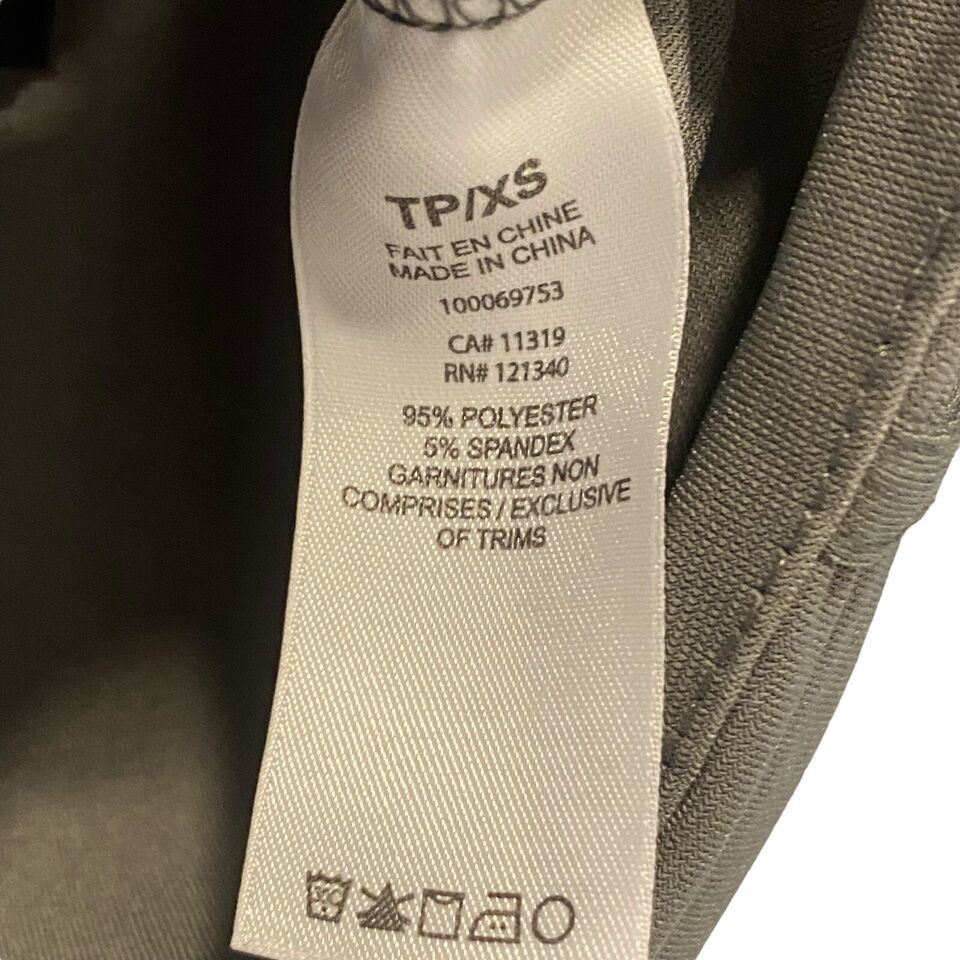 TP/XS
FAIT EN CHINE
MADE IN CHINA
100069753
CA# 11319
RN# 121340
95% POLYESTER
5% SPANDEX
GARNITURES NON
COMPRISES / EXCLUSIVE
OF TRIMS